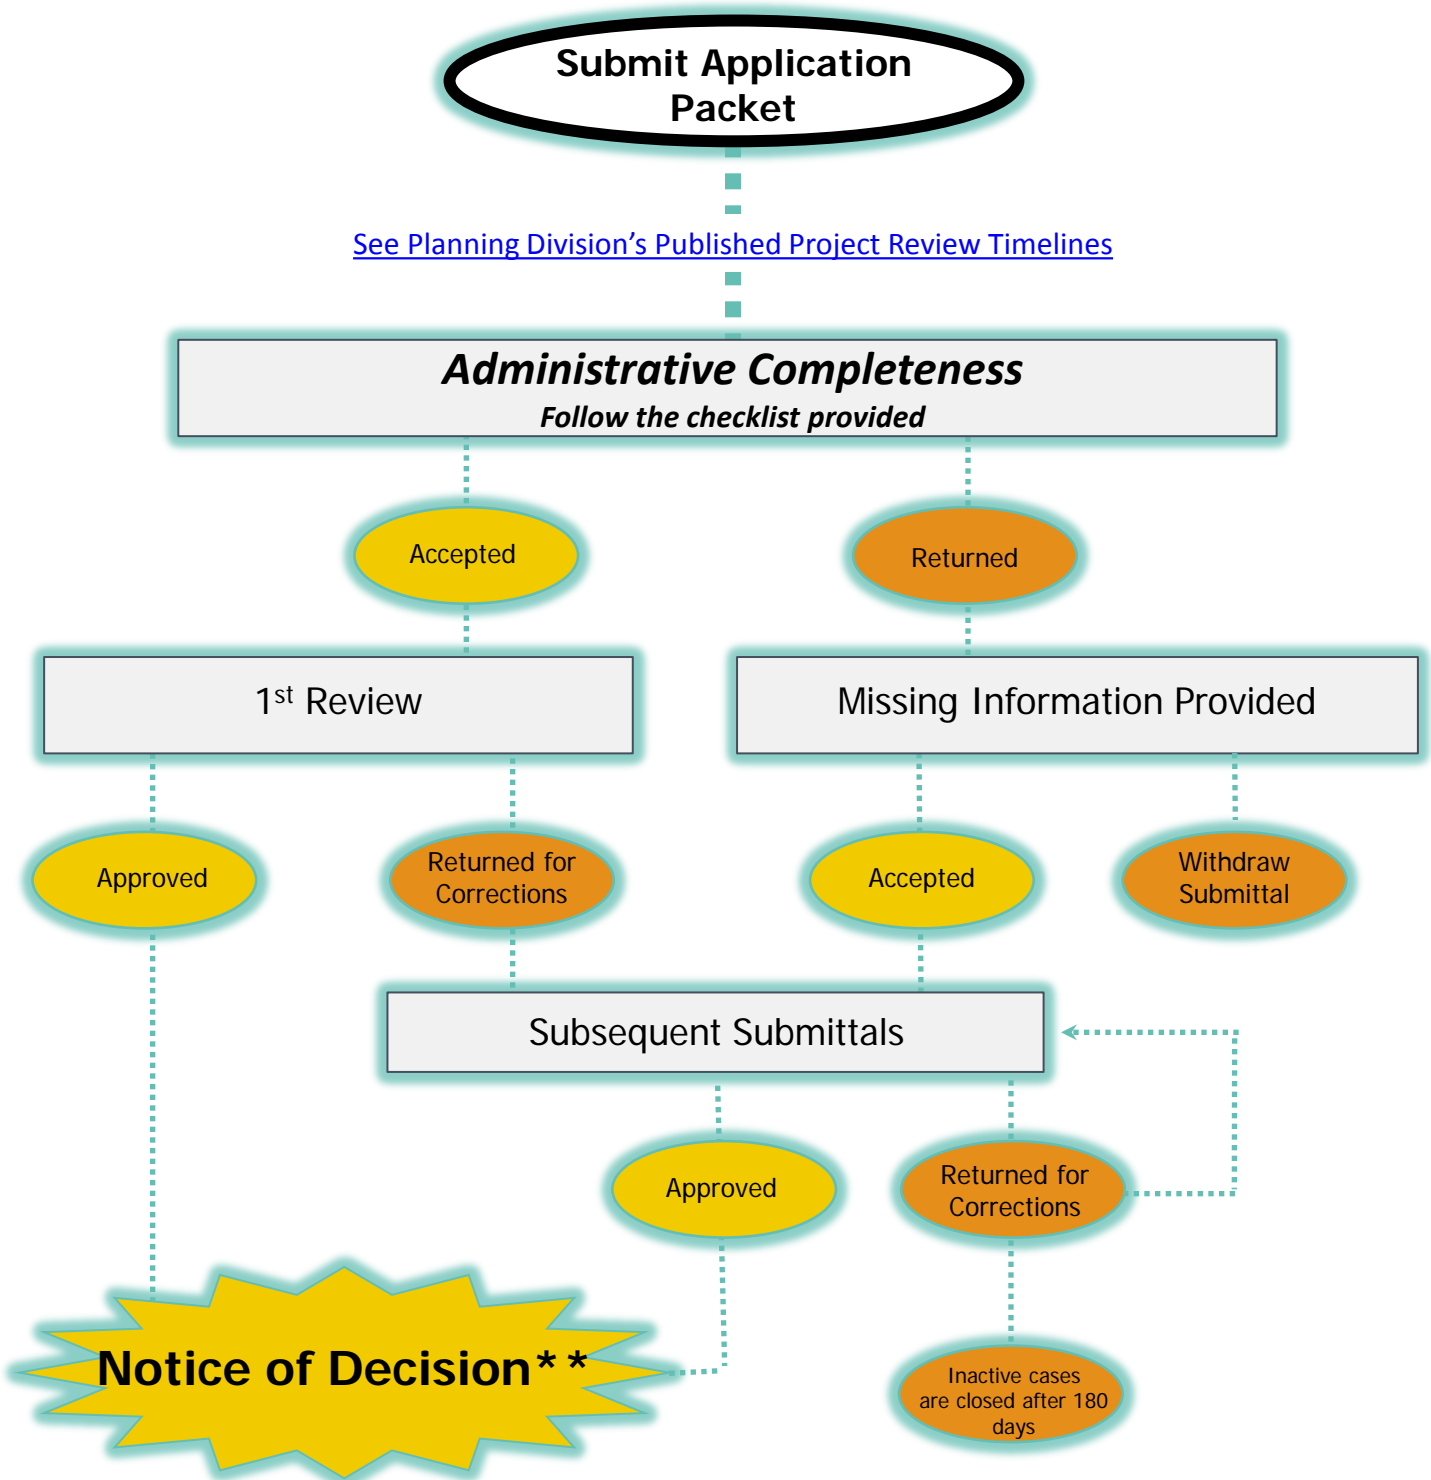 Submit Application
Packet
See Planning Division’s Published Project Review Timelines
Administrative Completeness
Follow the checklist provided
Accepted
Returned
1st Review
Missing Information Provided
Approved
Returned for
Corrections
Accepted
Withdraw
Submittal
Subsequent Submittals
Approved
Returned for
Corrections
Notice of Decision**
Inactive cases
are closed after 180
days